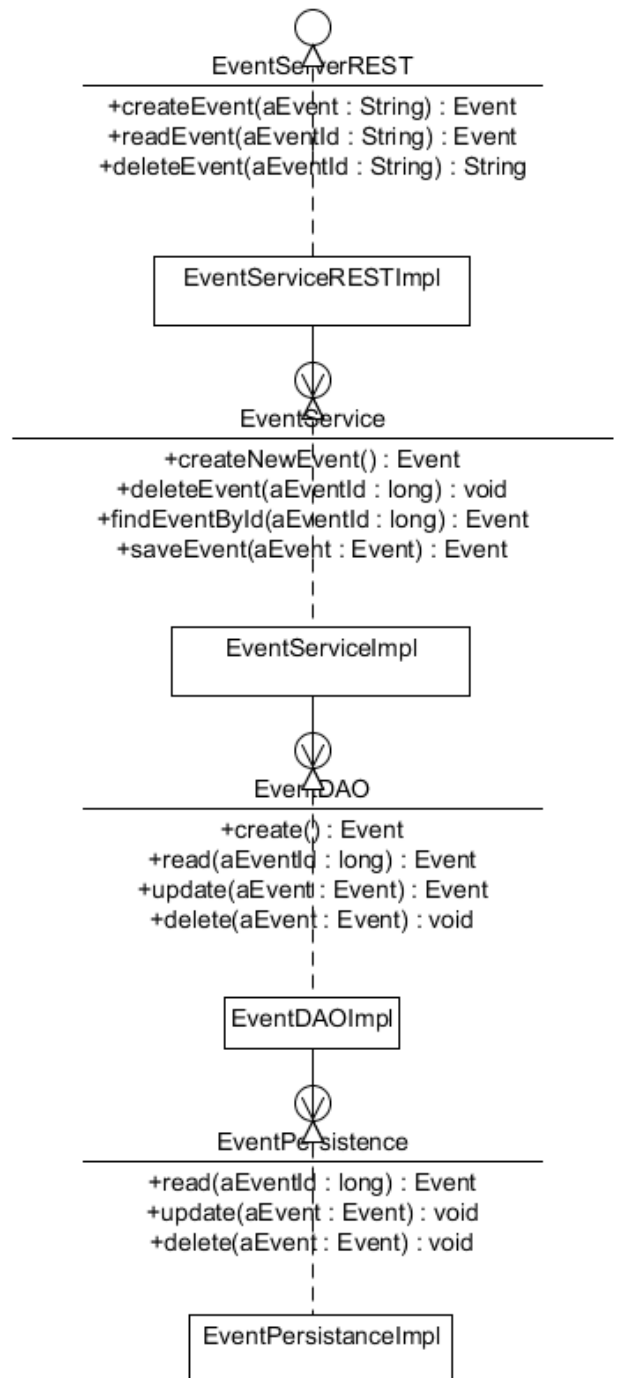 EventServerREST
+createEvent(aEvent : String) : Event
+readEvent(aEventId : String) : Event
+deleteEvent(aEventId : String) : String
EventServiceRESTImpl
EventService
+createNewEvent() : Event
+deleteEvent(aEventId : long) : void
+findEventById(aEventId : long) : Event
+saveEvent(aEvent : Event) : Event
EventServiceImpl
EventDAO
+create() : Event
+read(aEventId : long) : Event
+update(aEvent : Event) : Event
+delete(aEvent : Event) : void
EventDAOImpl
EventPersistence
+read(aEventId : long) : Event
+update(aEvent : Event) : void
+delete(aEvent : Event) : void
EventPersistanceImpl